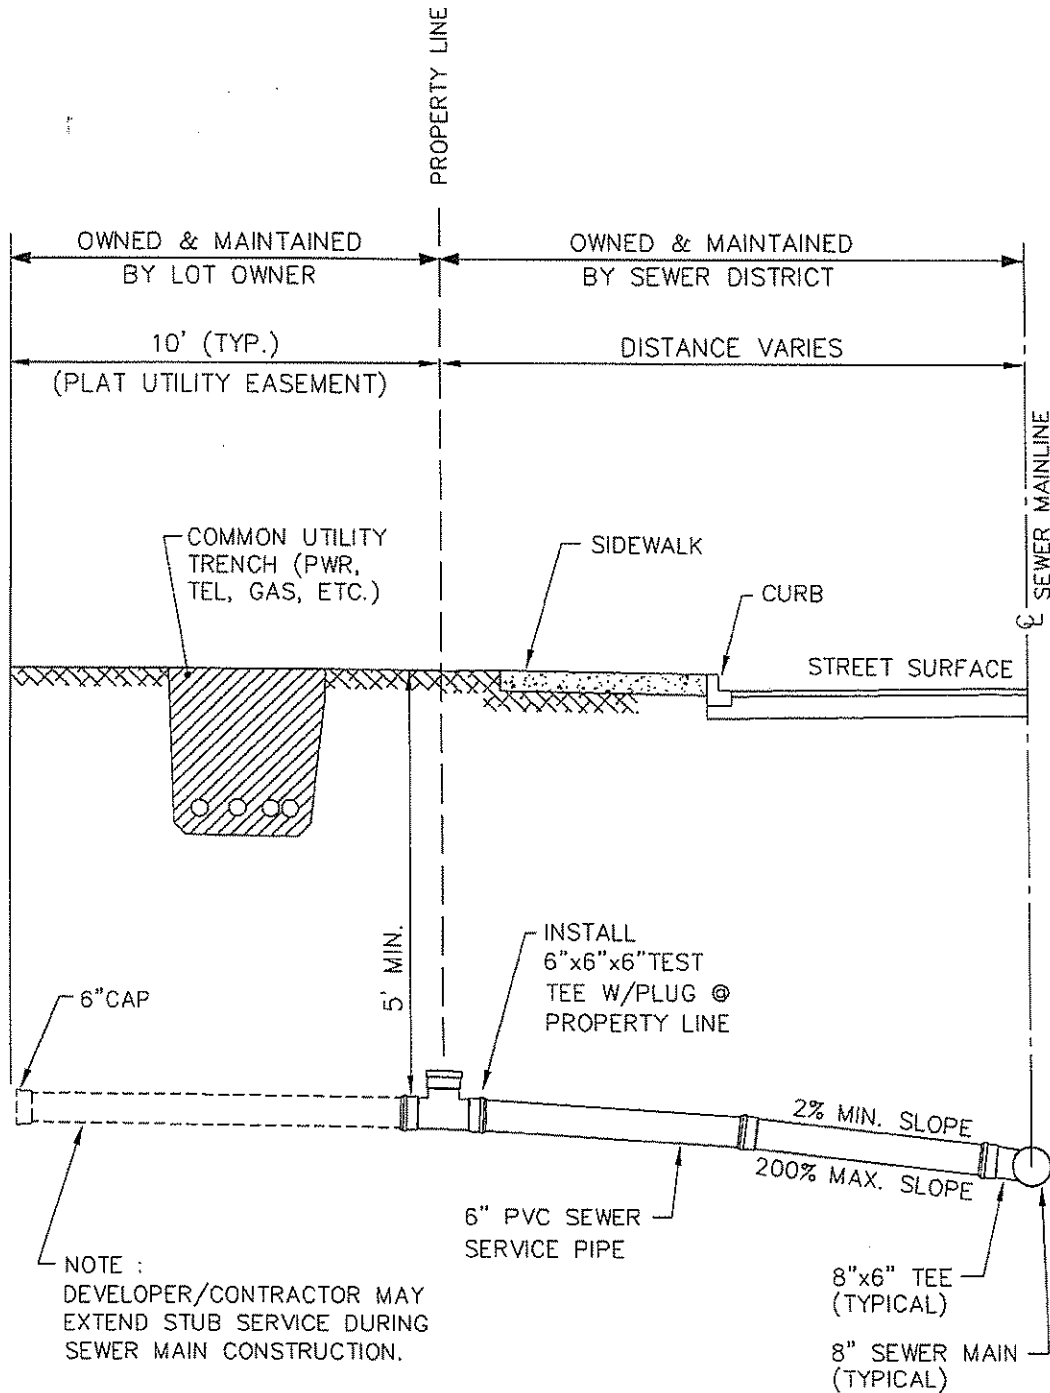 PROPERTY LINE
OWNED & MAINTAINED
BY LOT OWNER
OWNED & MAINTAINED
BY SEWER DISTRICT
10' (TYP.)
(PLAT UTILITY EASEMENT)
DISTANCE VARIES
℄ SEWER MAINLINE
COMMON UTILITY
TRENCH (PWR,
TEL, GAS, ETC.)
SIDEWALK
CURB
STREET SURFACE
5' MIN.
INSTALL
6"x6"x6"TEST
TEE W/PLUG @
PROPERTY LINE
6"CAP
2% MIN. SLOPE
200% MAX. SLOPE
6" PVC SEWER
SERVICE PIPE
NOTE :
DEVELOPER/CONTRACTOR MAY
EXTEND STUB SERVICE DURING
SEWER MAIN CONSTRUCTION.
8"x6" TEE
(TYPICAL)
8" SEWER MAIN
(TYPICAL)